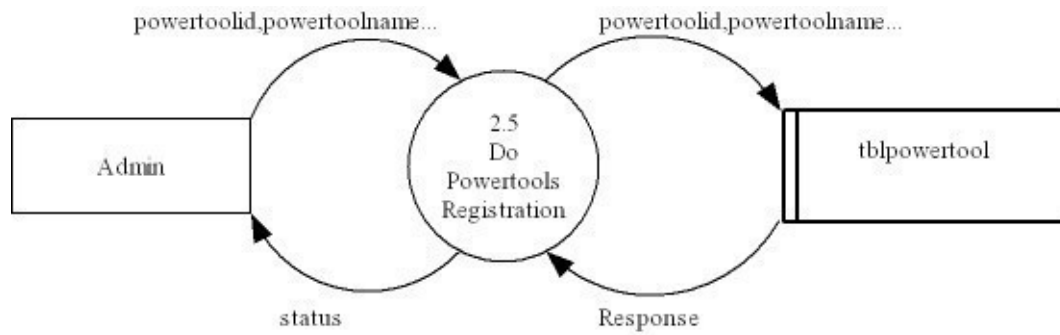 powertoolid,powertoolname...
powertoolid,powertoolname...
Admin
2.5
Do
Powertools
Registration
tblpowertool
status
Response